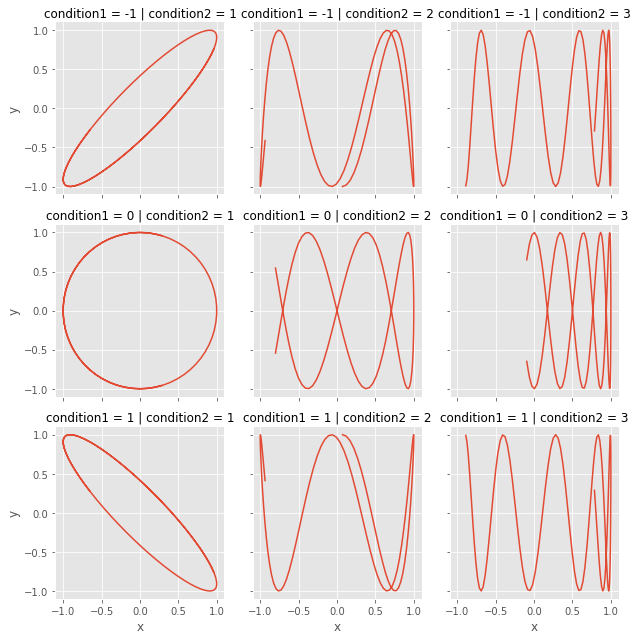 condition1 = -1 | condition2 = 1 condition1 = -1 | condition2 = 2 condition1 = -1 | condition2 = 3
1.0
0.5
y
0.0
−0.5
−1.0
condition1 = 0 | condition2 = 1 condition1 = 0 | condition2 = 2 condition1 = 0 | condition2 = 3
1.0
0.5
y
0.0
−0.5
−1.0
condition1 = 1 | condition2 = 1 condition1 = 1 | condition2 = 2 condition1 = 1 | condition2 = 3
1.0
0.5
y
0.0
−0.5
−1.0
−1.0 −0.5 0.0 0.5 1.0 −1.0 −0.5 0.0 0.5 1.0 −1.0 −0.5 0.0 0.5 1.0
x x x